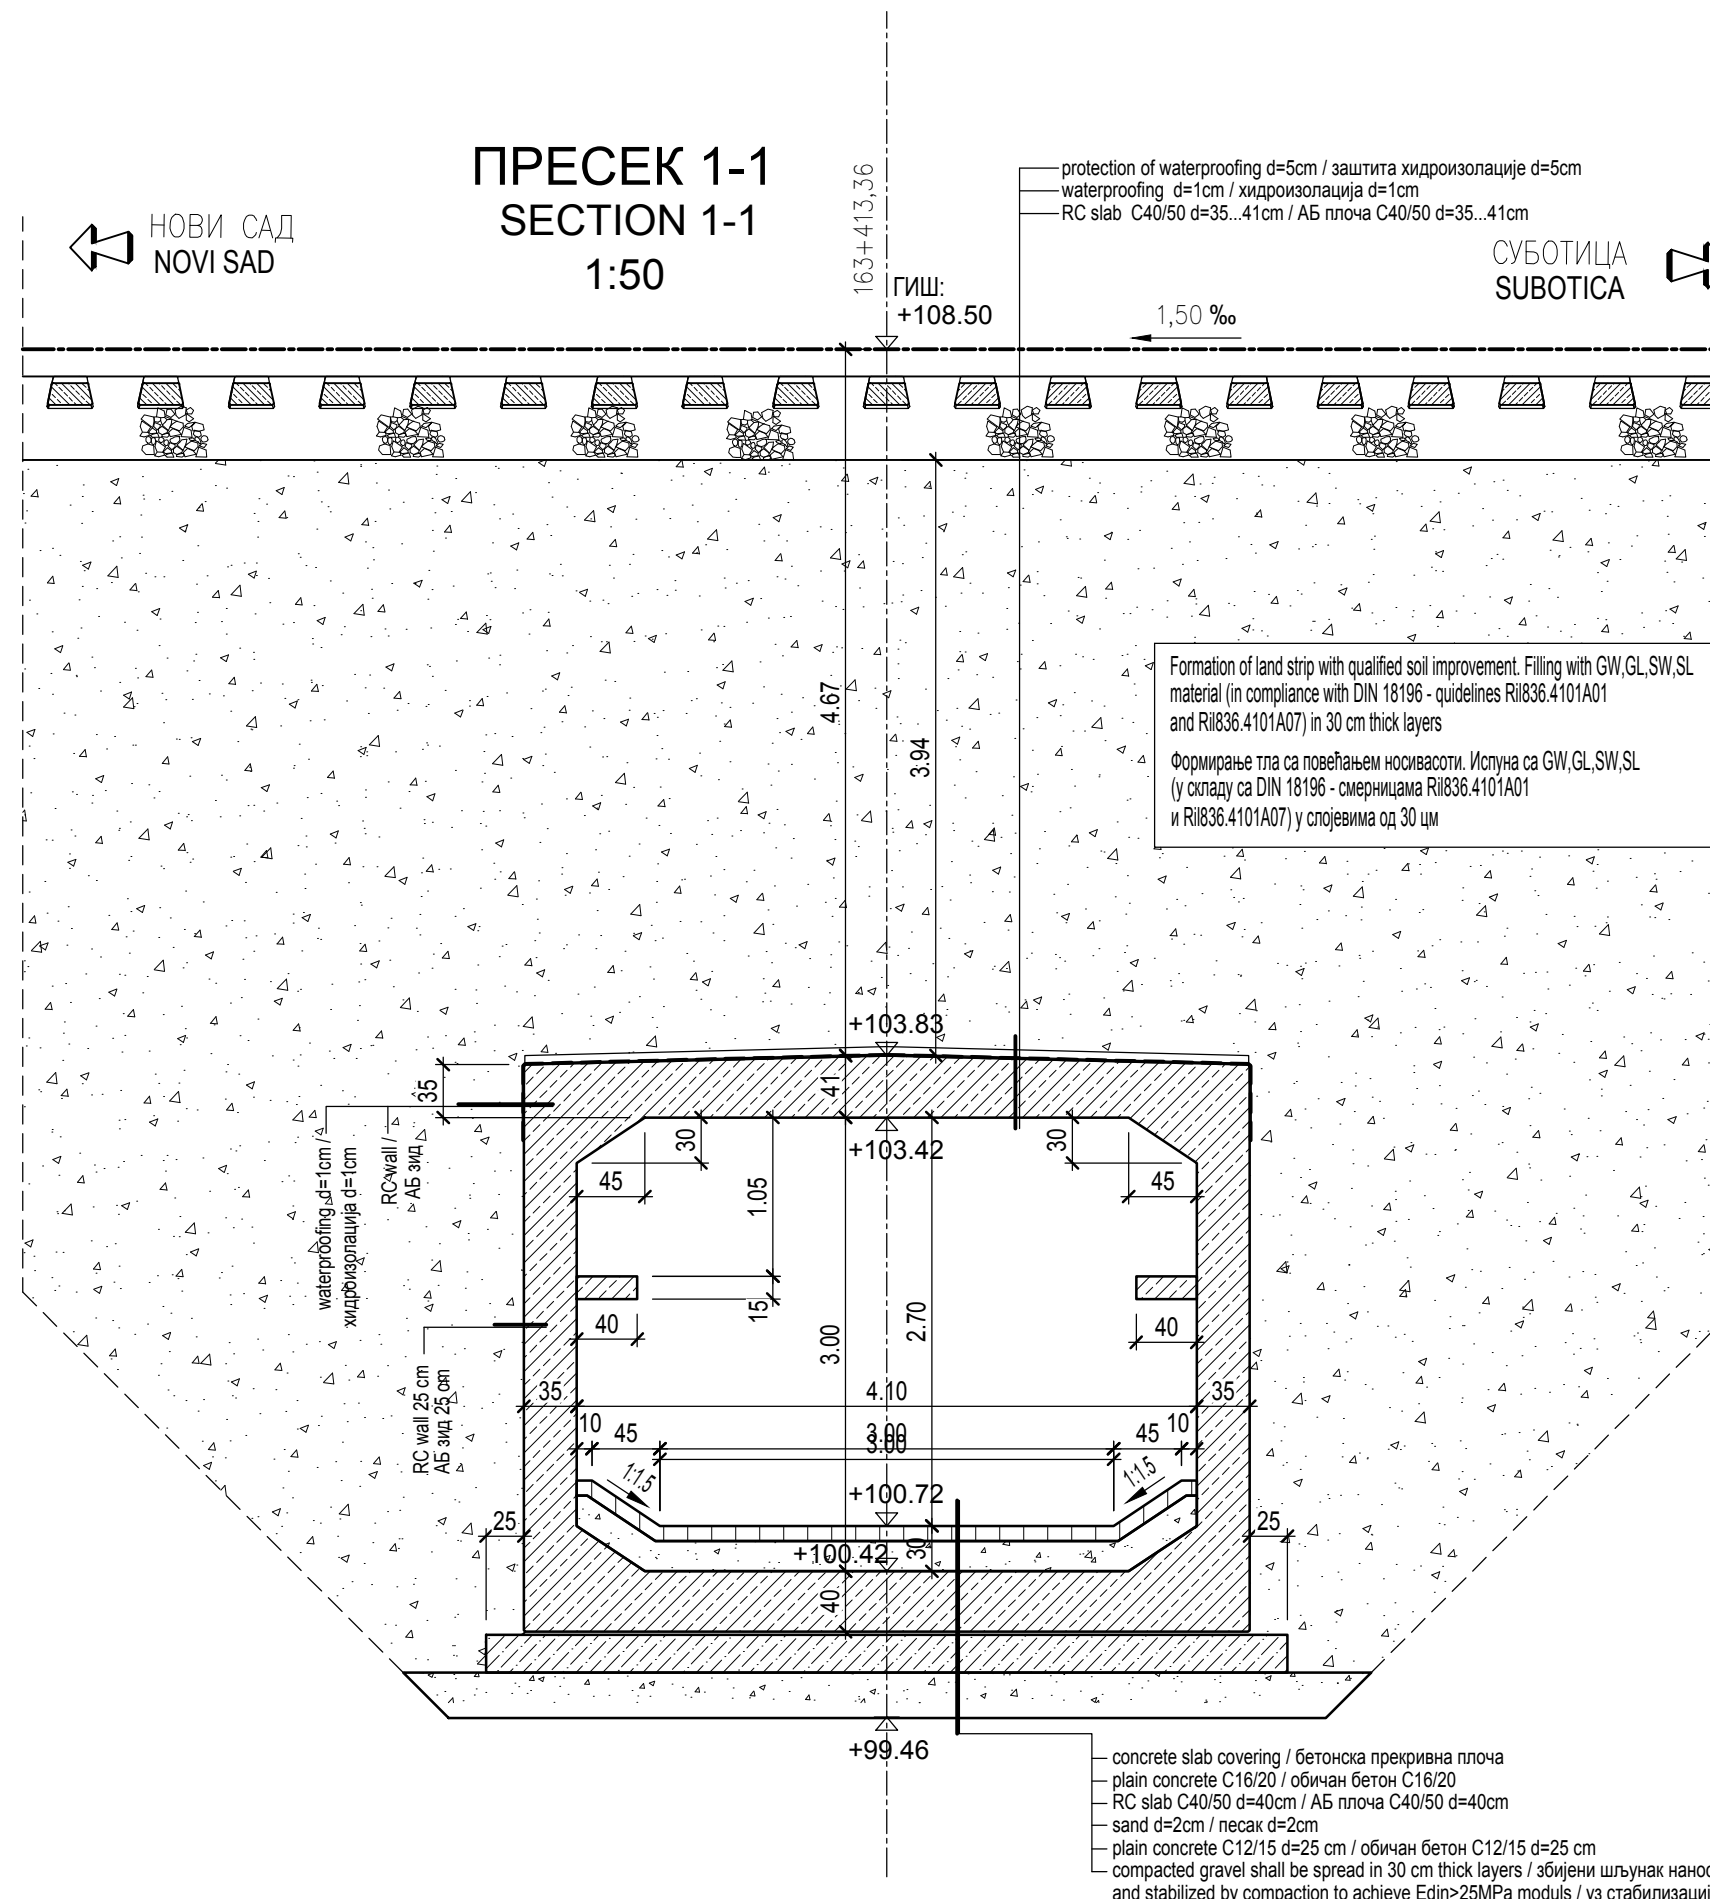 ПРЕСЕК 1-1
SECTION 1-1
1:50
НОВИ САД
NOVI SAD
163+413,36
ГИШ:
+108.50
protection of waterproofing d=5cm / заштита хидроизолације d=5cm
waterproofing d=1cm / хидроизолација d=1cm
RC slab C40/50 d=35...41cm / АБ плоча C40/50 d=35...41cm
СУБОТИЦА
SUBOTICA
1,50 ‰
4.67
3.94
Formation of land strip with qualified soil improvement. Filling with GW,GL,SW,SL
material (in compliance with DIN 18196 - quidelines Ril836.4101A01
and Ril836.4101A07) in 30 cm thick layers
Формирање тла са повећањем носивасоти. Испуна са GW,GL,SW,SL
(у складу са DIN 18196 - смерницама Ril836.4101A01
и Ril836.4101A07) у слојевима од 30 цм
+103.83
35
41
+103.42
30
30
45
45
1.05
15
waterproofing d=1cm /
хидроизолација d=1cm
RC wall /
АБ зид
40
40
3.00
2.70
RC wall 25 cm
АБ зид 25 cm
35
4.10
35
10
45
3.00
3.00
45
10
1:1.5
1:1.5
+100.72
25
25
+100.42
30
40
+99.46
concrete slab covering / бетонска прекривна плоча
plain concrete C16/20 / обичан бетон C16/20
RC slab C40/50 d=40cm / АБ плоча C40/50 d=40cm
sand d=2cm / песак d=2cm
plain concrete C12/15 d=25 cm / обичан бетон C12/15 d=25 cm
compacted gravel shall be spread in 30 cm thick layers / збијени шљунак нанос
and stabilized by compaction to achieve Edin>25MPa moduls / уз стабилизациј